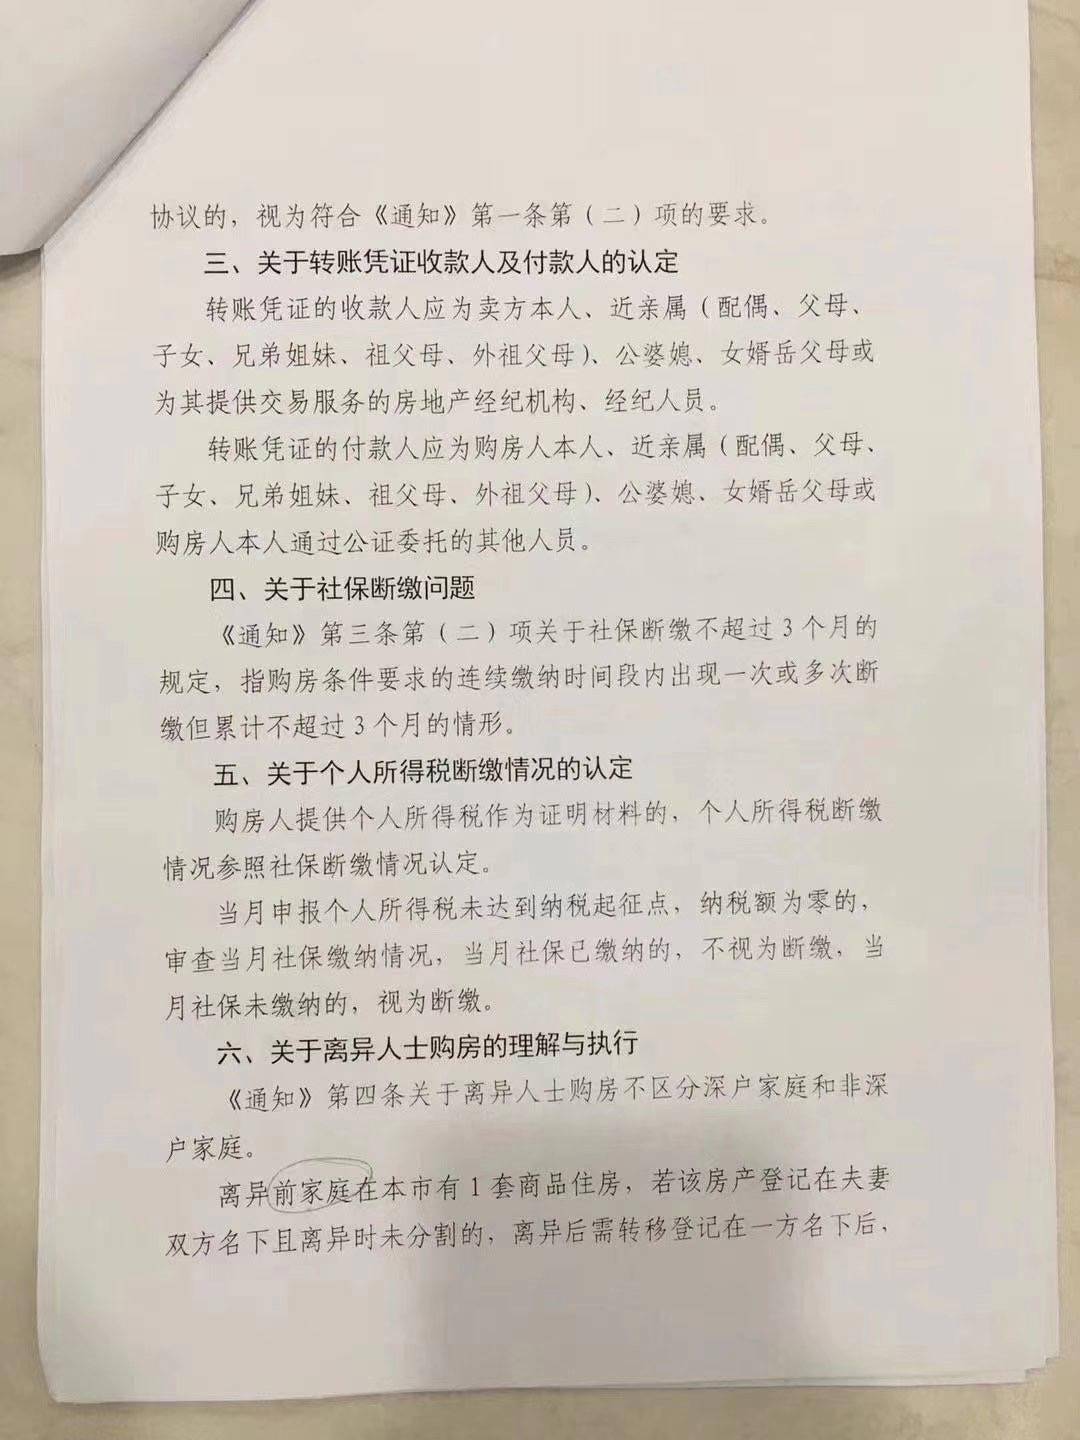 协议的，视为符合《通知》第一条第（二）项的要求。
三、关于转账凭证收款人及付款人的认定
转账凭证的收款人应为卖方本人、近亲属（配偶、父母、
子女、兄弟姐妹、祖父母、外祖父母）、公婆媳、女婿岳父母或
为其提供交易服务的房地产经纪机构、经纪人员。
转账凭证的付款人应为购房人本人、近亲属（配偶、父母、
子女、兄弟姐妹、祖父母、外祖父母）、公婆媳、女婿岳父母或
购房人本人通过公证委托的其他人员。
四、关于社保断缴问题
《通知》第三条第（二）项关于社保断缴不超过3个月的
规定，指购房条件要求的连续缴纳时间段内出现一次或多次断
缴但累计不超过3个月的情形。
五、关于个人所得税断缴情况的认定
购房人提供个人所得税作为证明材料的，个人所得税断缴
情况参照社保断缴情况认定。
当月申报个人所得税未达到纳税起征点，纳税额为零的，
审查当月社保缴纳情况，当月社保已缴纳的，不视为断缴，当
月社保未缴纳的，视为断缴。
六、关于离异人士购房的理解与执行
《通知》第四条关于离异人士购房不区分深户家庭和非深
户家庭。
离异前家庭在本市有1套商品住房，若该房产登记在夫妻
双方名下且离异时未分割的，离异后需转移登记在一方名下后，